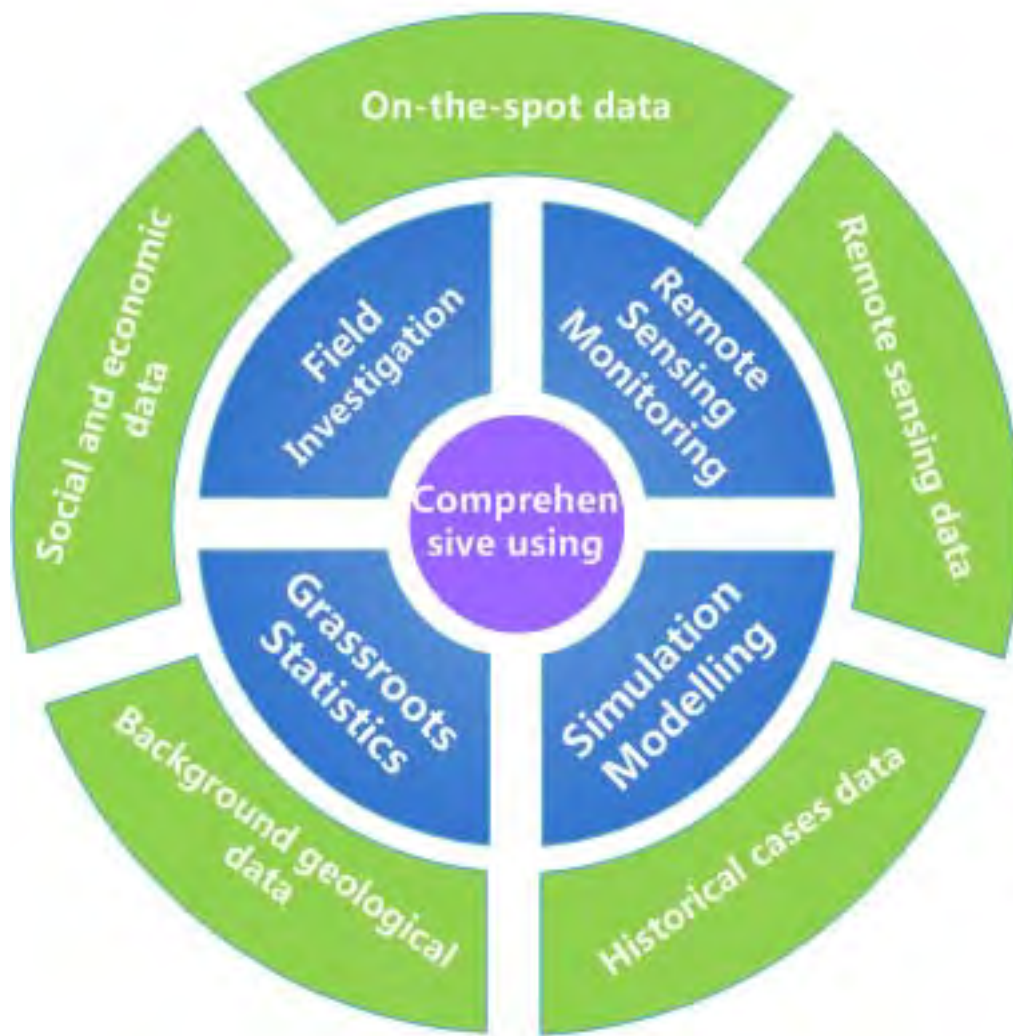 On-the-spot data
Social and economic
data
Remote sensing data
Field
Investigation
Remote
Sensing
Monitoring
Comprehen
sive using
Grassroots
Statistics
Simulation
Modelling
Background geological
data
Historical cases data